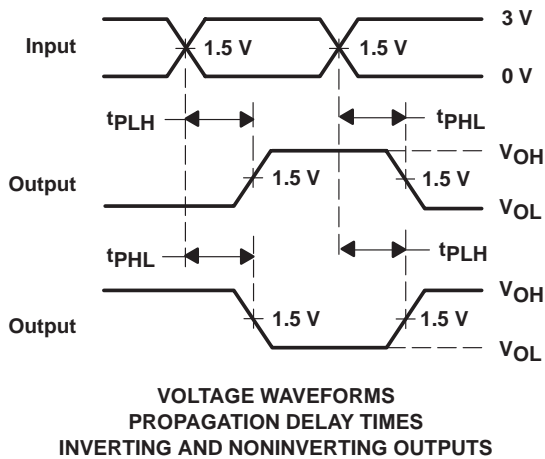 3 V
Input
1.5 V 1.5 V
0 V
tPLH tPHL
VOH
Output
1.5 V 1.5 V
VOL
tPHL tPLH
VOH
Output
1.5 V 1.5 V
VOL
VOLTAGE WAVEFORMS
PROPAGATION DELAY TIMES
INVERTING AND NONINVERTING OUTPUTS